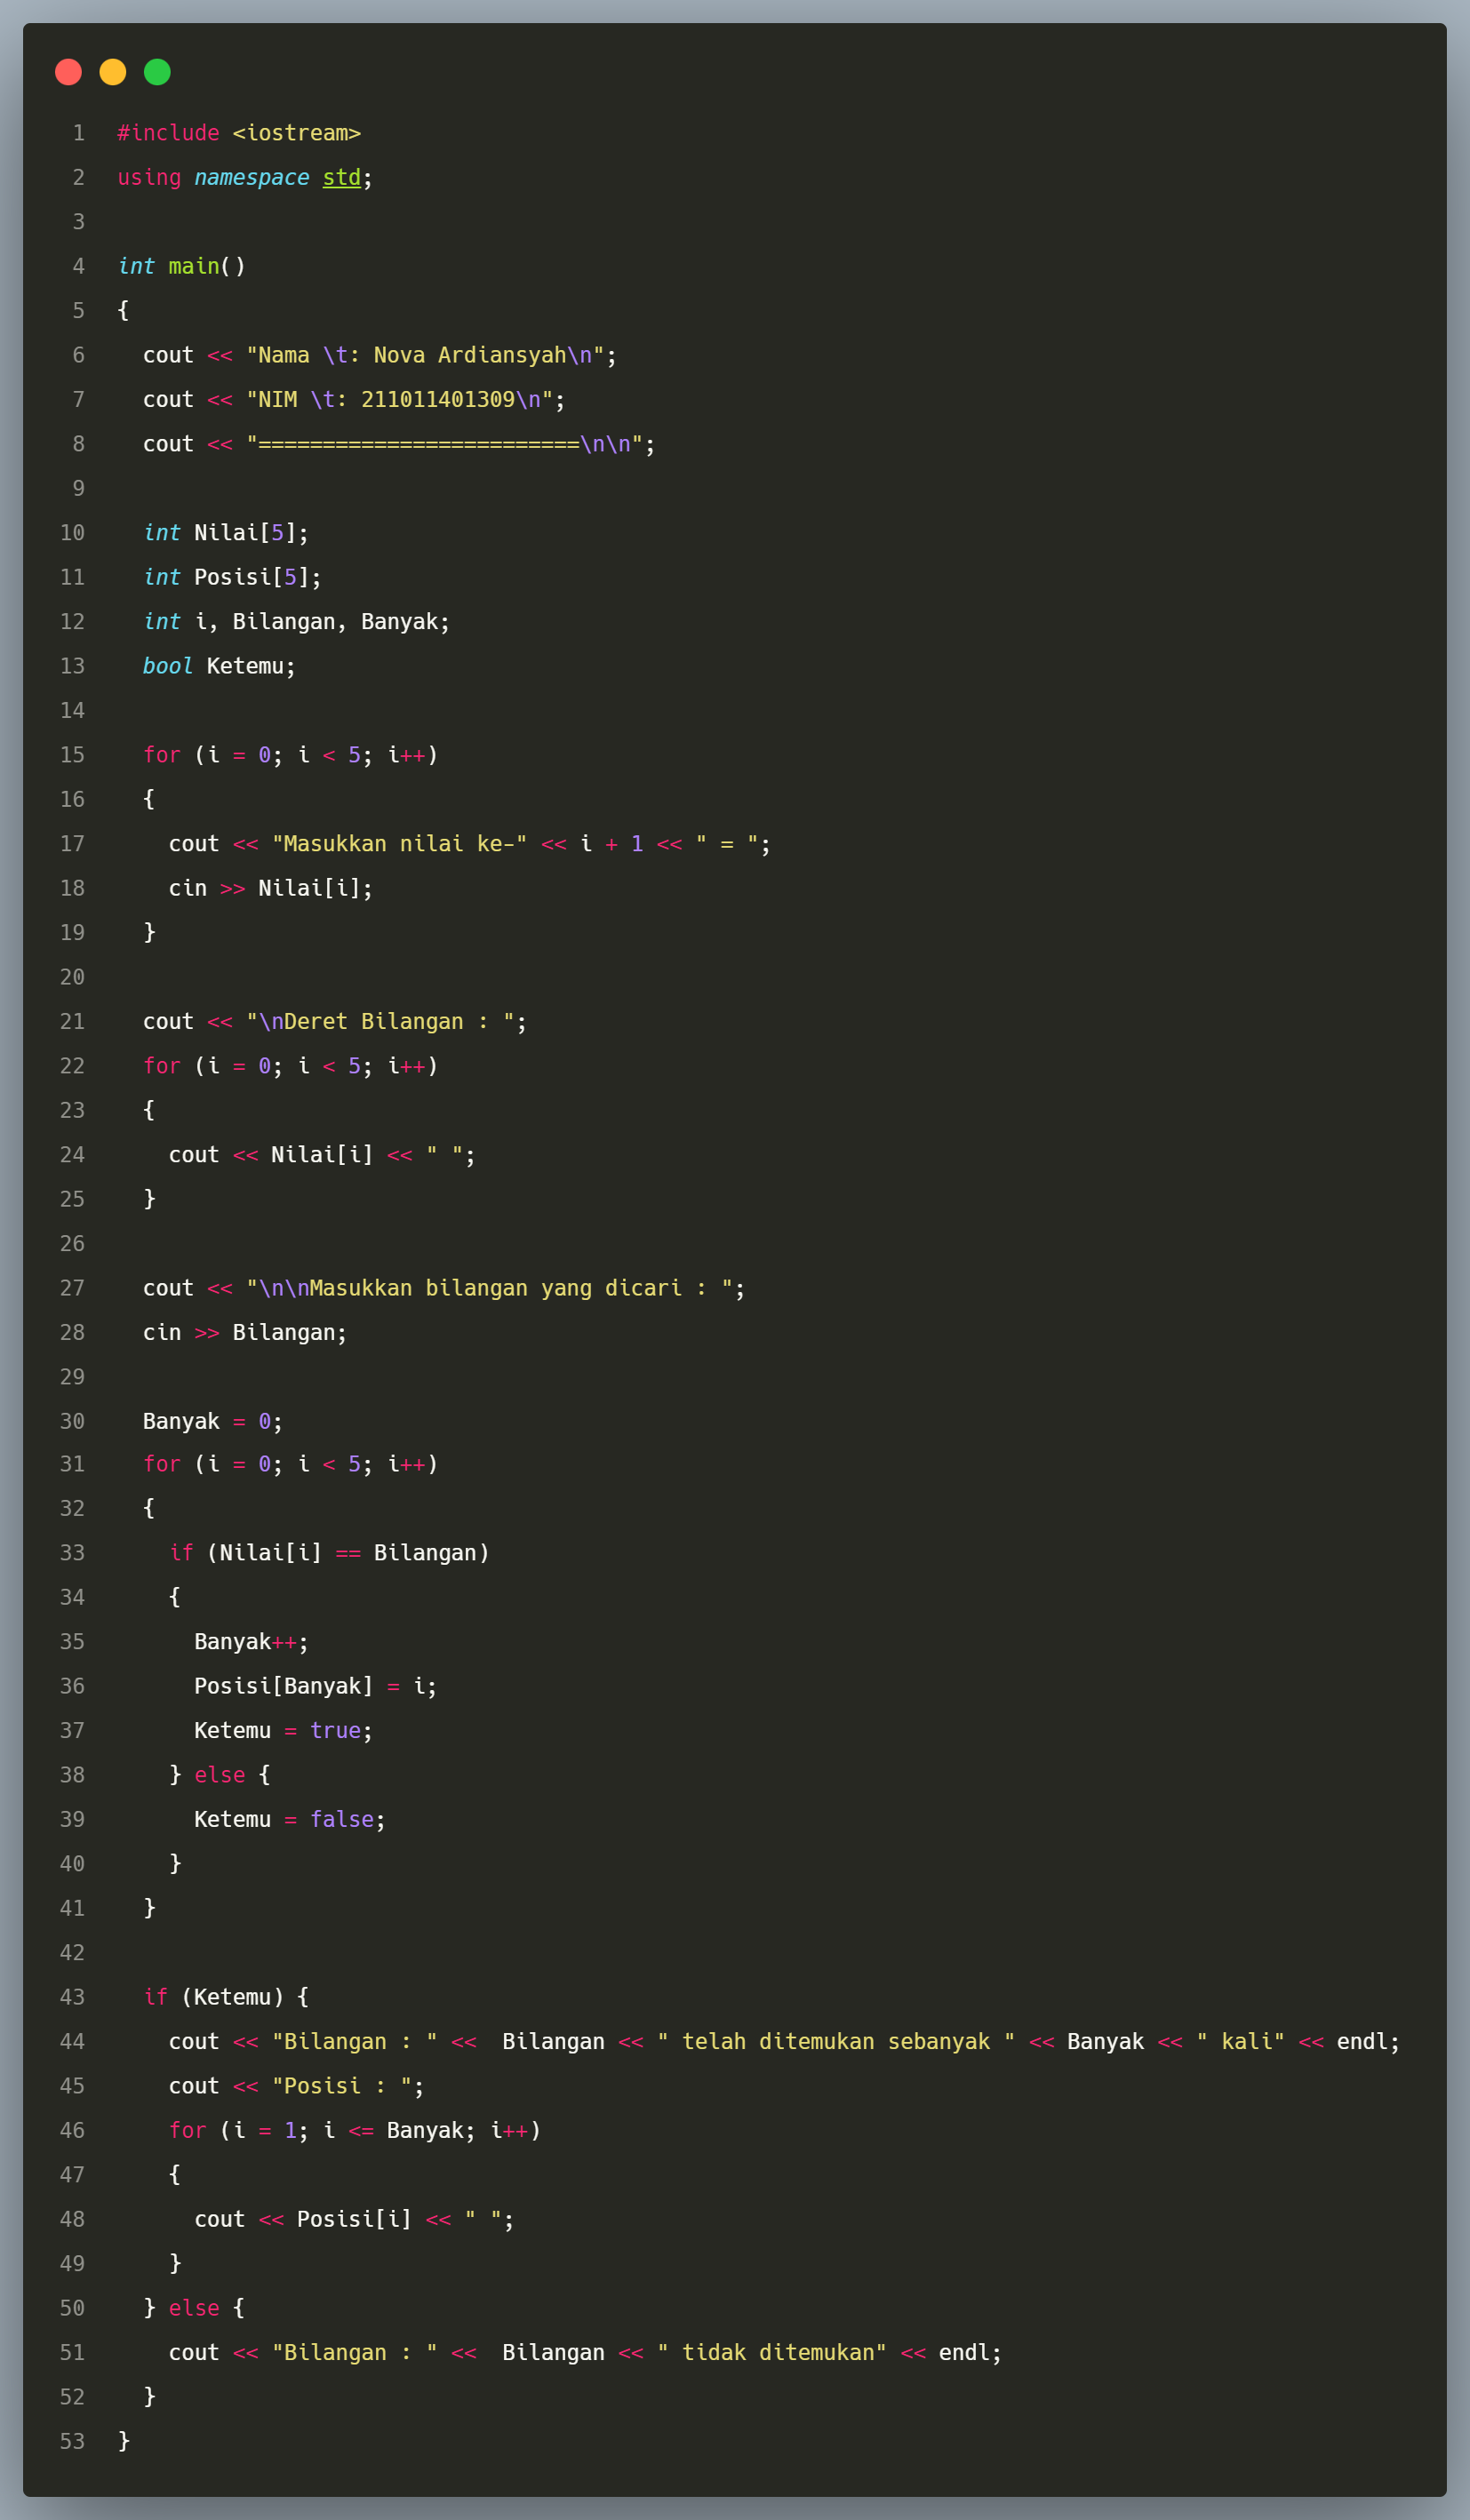 1 #include <iostream>
2 using namespace std;
3
4 int main()
5 {
6   cout << "Nama \t: Nova Ardiansyah\n";
7   cout << "NIM \t: 211011401309\n";
8   cout << "=========================\n\n";
9
10   int Nilai[5];
11   int Posisi[5];
12   int i, Bilangan, Banyak;
13   bool Ketemu;
14
15   for (i = 0; i < 5; i++)
16   {
17     cout << "Masukkan nilai ke-" << i + 1 << " = ";
18     cin >> Nilai[i];
19   }
20
21   cout << "\nDeret Bilangan : ";
22   for (i = 0; i < 5; i++)
23   {
24     cout << Nilai[i] << " ";
25   }
26
27   cout << "\n\nMasukkan bilangan yang dicari : ";
28   cin >> Bilangan;
29
30   Banyak = 0;
31   for (i = 0; i < 5; i++)
32   {
33     if (Nilai[i] == Bilangan)
34     {
35       Banyak++;
36       Posisi[Banyak] = i;
37       Ketemu = true;
38     } else {
39       Ketemu = false;
40     }
41   }
42
43   if (Ketemu) {
44     cout << "Bilangan : " <<  Bilangan << " telah ditemukan sebanyak " << Banyak << " kali" << endl;
45     cout << "Posisi : ";
46     for (i = 1; i <= Banyak; i++)
47     {
48       cout << Posisi[i] << " ";
49     }
50   } else {
51     cout << "Bilangan : " <<  Bilangan << " tidak ditemukan" << endl;
52   }
53 }